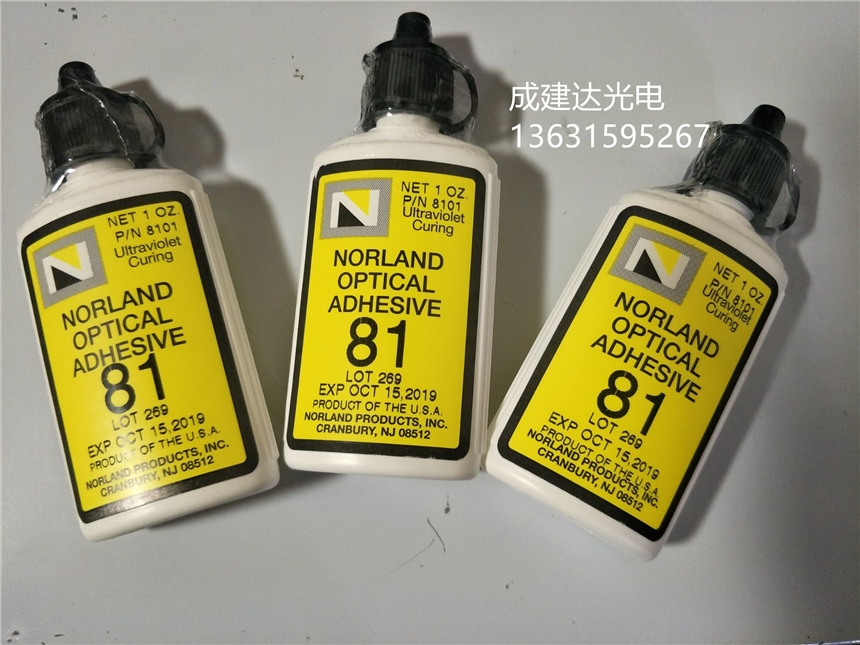 成建达光电
13631595267
N
NET 1 OZ.
P/N 8101
Ultraviolet
Curing
NORLAND
OPTICAL
ADHESIVE
81
LOT 269
EXP OCT 15,2019
PRODUCT OF THE U.S.A.
NORLAND PRODUCTS, INC.
CRANBURY, NJ 08512
N
NET 1 OZ.
P/N 8101
Ultraviolet
Curing
NORLAND
OPTICAL
ADHESIVE
81
LOT 269
EXP OCT 15,2019
PRODUCT OF THE U.S.A.
NORLAND PRODUCTS, INC.
CRANBURY, NJ 08512
N
NET 1 OZ.
P/N 8101
Ultraviolet
Curing
NORLAND
OPTICAL
ADHESIVE
81
LOT 269
EXP OCT 15,2019
PRODUCT OF THE U.S.A.
NORLAND PRODUCTS, INC.
CRANBURY, NJ 08512